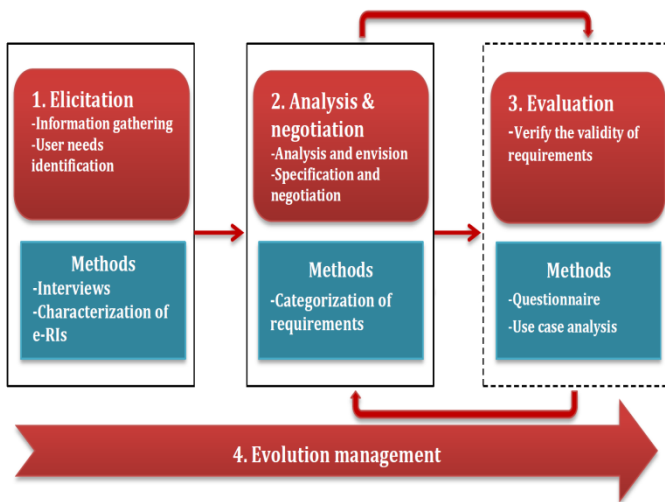 1. Elicitation
-Information gathering
-User needs
identification
Methods
-Interviews
-Characterization of
e-RIs
2. Analysis &
negotiation
-Analysis and envision
-Specification and
negotiation
Methods
-Categorization of
requirements
3. Evaluation
-Verify the validity of
requirements
Methods
-Questionnaire
-Use case analysis
4. Evolution management